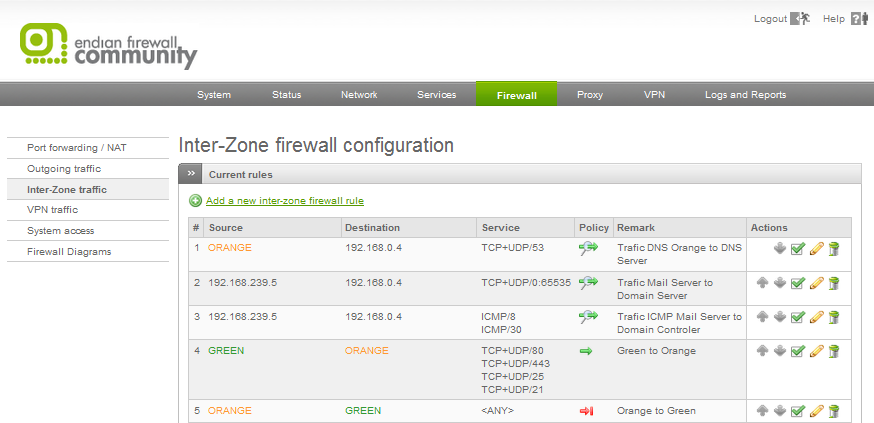 Logout Help
endian firewall
community
System Status Network Services Firewall Proxy VPN Logs and Reports
Port forwarding / NAT
Outgoing traffic
Inter-Zone traffic
VPN traffic
System access
Firewall Diagrams
Inter-Zone firewall configuration
» Current rules
Add a new inter-zone firewall rule
# Source Destination Service Policy Remark Actions
1 ORANGE 192.168.0.4 TCP+UDP/53 Trafic DNS Orange to DNS
Server
2 192.168.239.5 192.168.0.4 TCP+UDP/0:65535 Trafic Mail Server to
Domain Server
3 192.168.239.5 192.168.0.4 ICMP/8 Trafic ICMP Mail Server to
ICMP/30 Domain Controler
4 GREEN ORANGE TCP+UDP/80 Green to Orange
TCP+UDP/443
TCP+UDP/25
TCP+UDP/21
5 ORANGE GREEN <ANY> Orange to Green